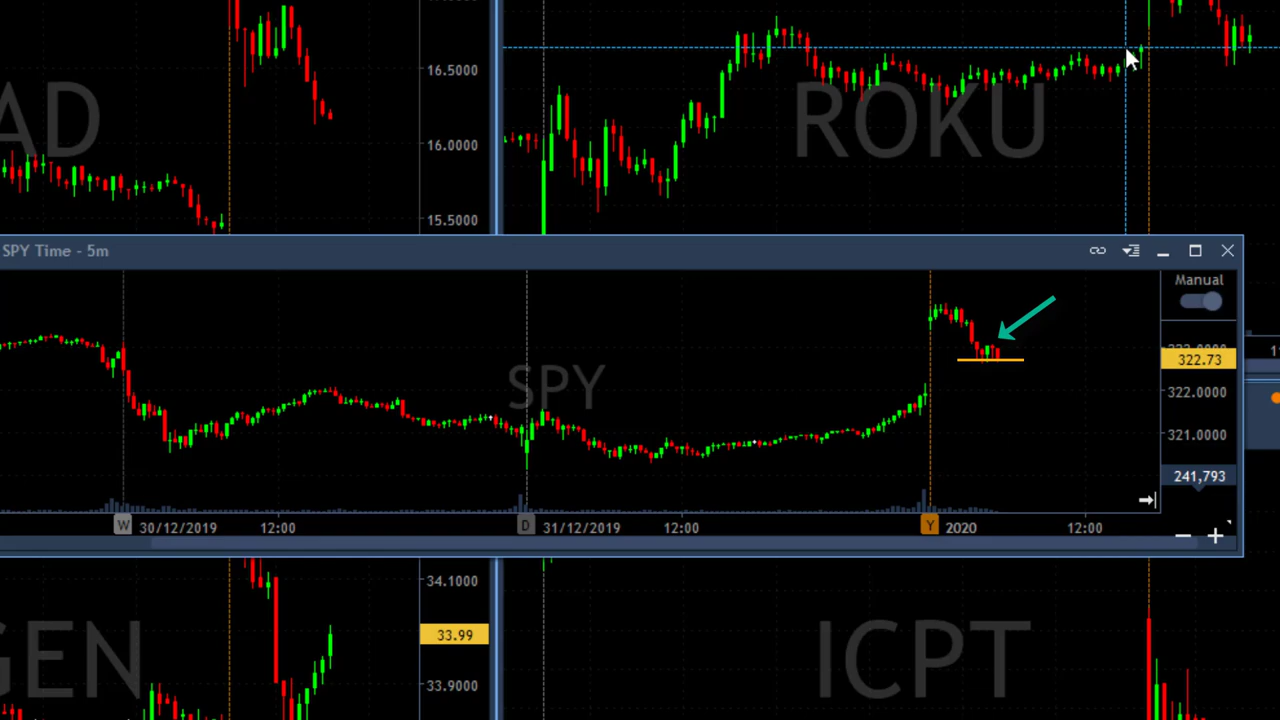 16.5000
16.0000
15.5000
AD
ROKU
SPY Time - 5m
Manual
322.73
322.0000
321.0000
241,793
SPY
W 30/12/2019 12:00 D 31/12/2019 12:00 Y 2020 12:00
34.1000
33.99
33.9000
GEN
ICPT